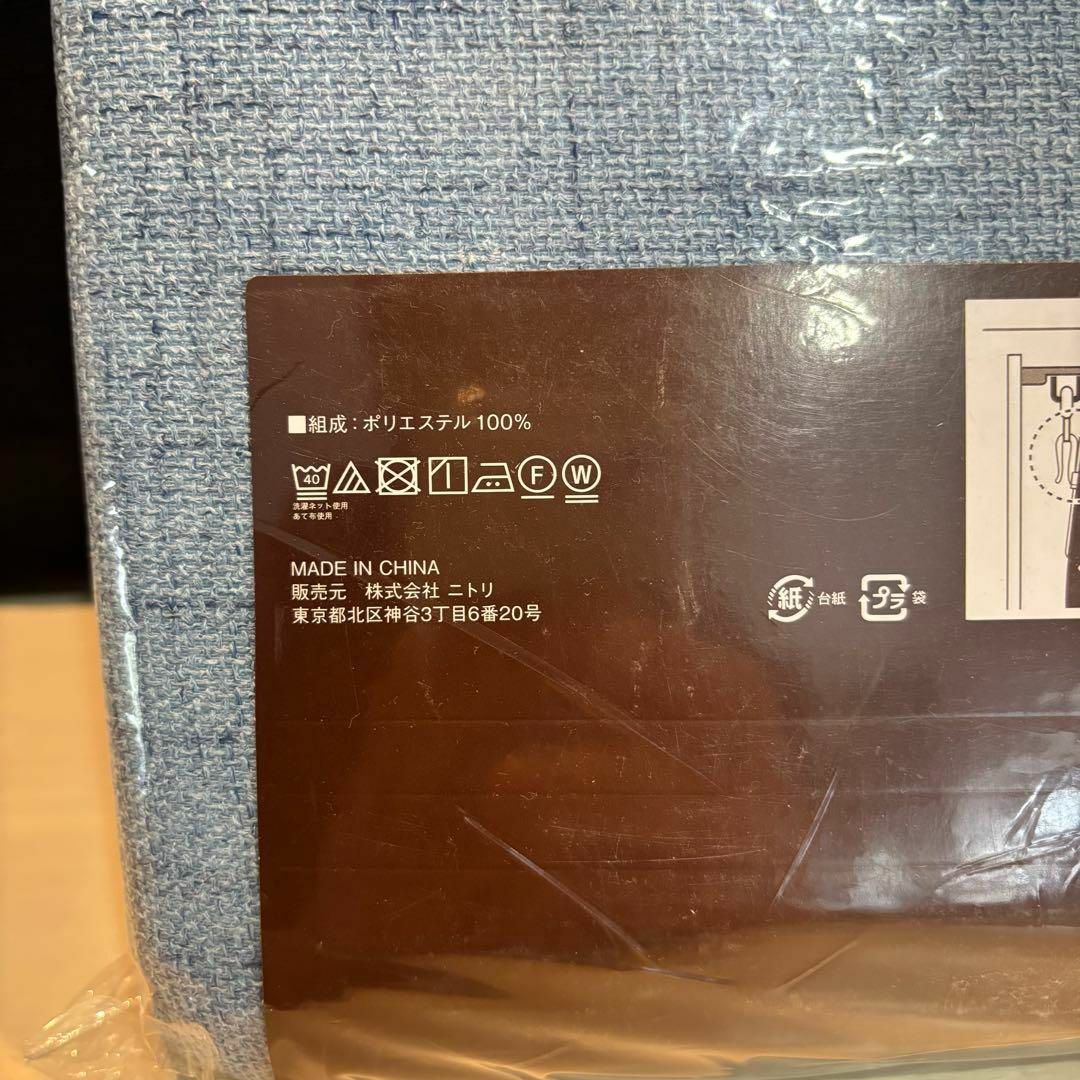 ■組成：ポリエステル 100%
40
F
W
洗濯ネット使用
あて布使用
MADE IN CHINA
販売元　株式会社 ニトリ
東京都北区神谷3丁目6番20号
紙 台紙
プラ 袋